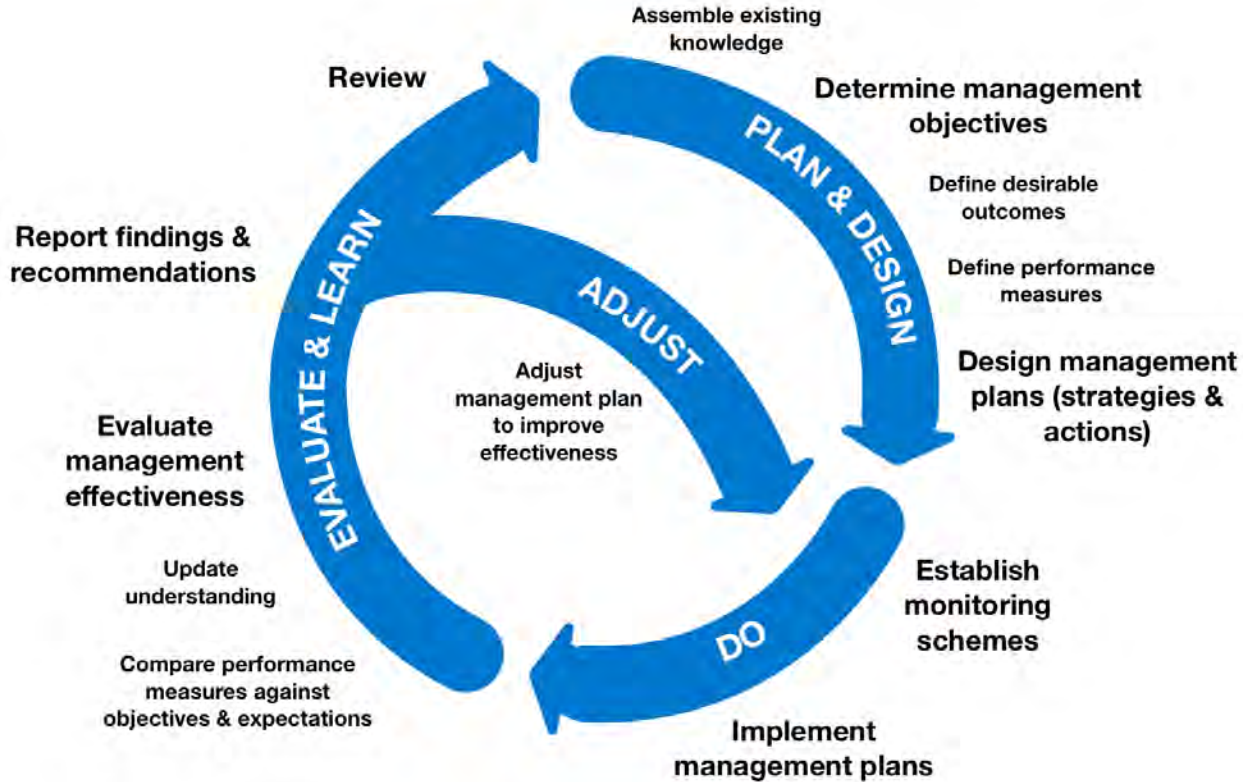 Assemble existing
knowledge
Determine management
objectives
Define desirable
outcomes
Define performance
measures
Design management
plans (strategies &
actions)
PLAN & DESIGN
Establish
monitoring
schemes
Implement
management plans
DO
Compare performance
measures against
objectives & expectations
Update
understanding
Evaluate
management
effectiveness
Report findings &
recommendations
Review
EVALUATE & LEARN
ADJUST
Adjust
management plan
to improve
effectiveness